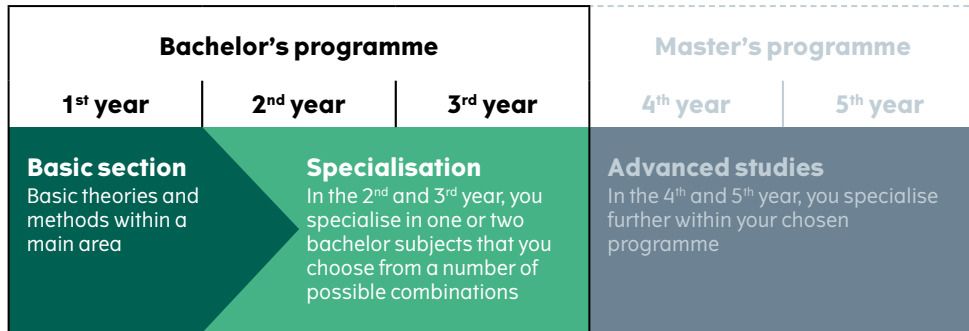 Bachelor's programme
Master's programme
1st year
2nd year
3rd year
4th year
5th year
Basic section
Basic theories and
methods within a
main area
Specialisation
In the 2nd and 3rd year, you
specialise in one or two
bachelor subjects that you
choose from a number of
possible combinations
Advanced studies
In the 4th and 5th year, you specialise
further within your chosen
programme